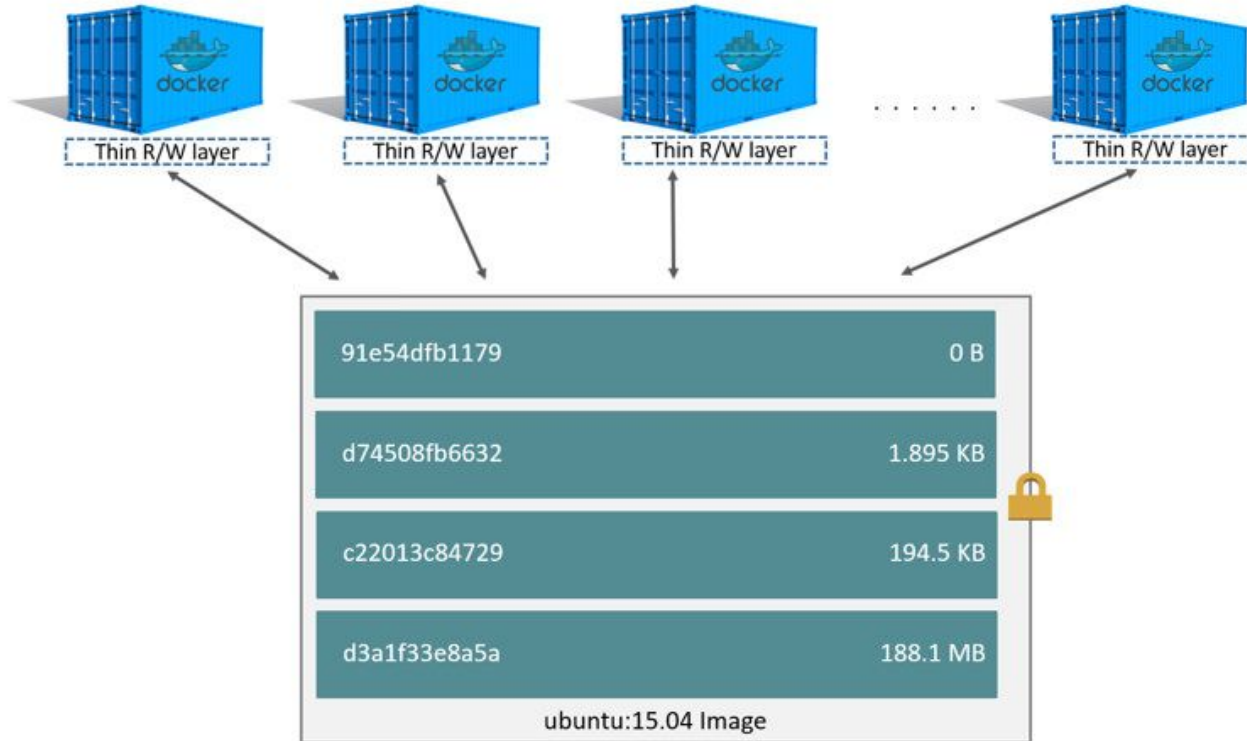 docker docker docker docker
. . . . . .
Thin R/W layer Thin R/W layer Thin R/W layer Thin R/W layer
91e54dfb1179 0 B
d74508fb6632 1.895 KB
c22013c84729 194.5 KB
d3a1f33e8a5a 188.1 MB
ubuntu:15.04 Image